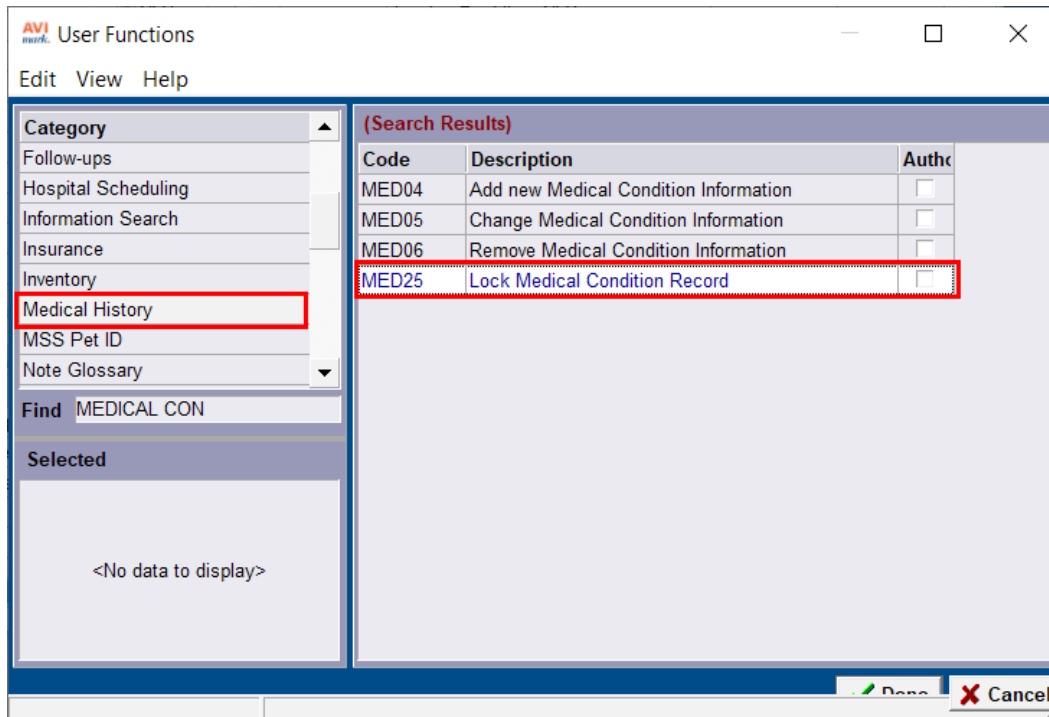 AVI mark. User Functions
Edit View Help
Category
Follow-ups
Hospital Scheduling
Information Search
Insurance
Inventory
Medical History
MSS Pet ID
Note Glossary
Find MEDICAL CON
Selected
<No data to display>
(Search Results)
Code Description Autho
MED04 Add new Medical Condition Information
MED05 Change Medical Condition Information
MED06 Remove Medical Condition Information
MED25 Lock Medical Condition Record
Done Cancel